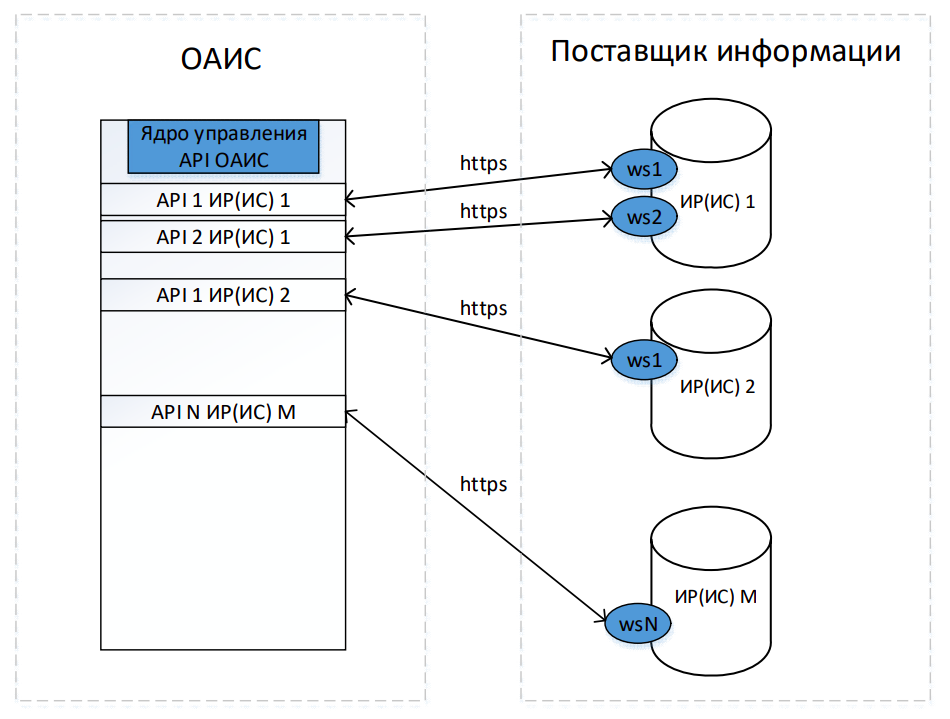 ОАИС
Ядро управления
API ОАИС
API 1 ИР(ИС) 1
API 2 ИР(ИС) 1
API 1 ИР(ИС) 2
API N ИР(ИС) M
https
https
https
https
Поставщик информации
ws1
ws2
ИР(ИС) 1
ws1
ИР(ИС) 2
ИР(ИС) M
wsN